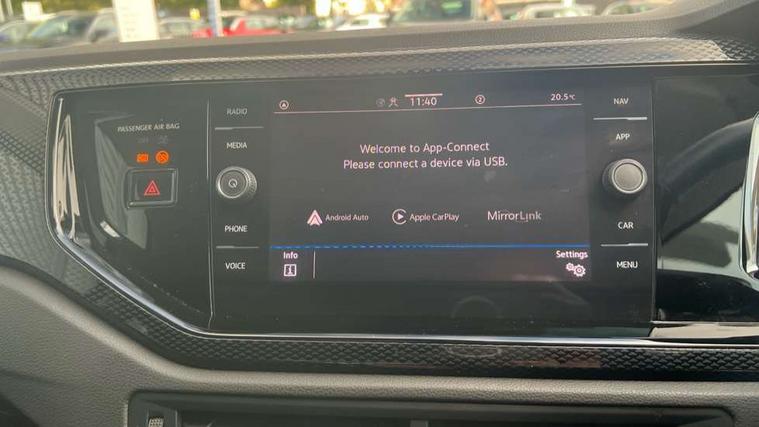 RADIO
MEDIA
PHONE
VOICE
PASSENGER AIR BAG
11:40
2
20.5°C
Welcome to App-Connect
Please connect a device via USB.
Android Auto
Apple CarPlay
MirrorLink
Info
Settings
NAV
APP
CAR
MENU